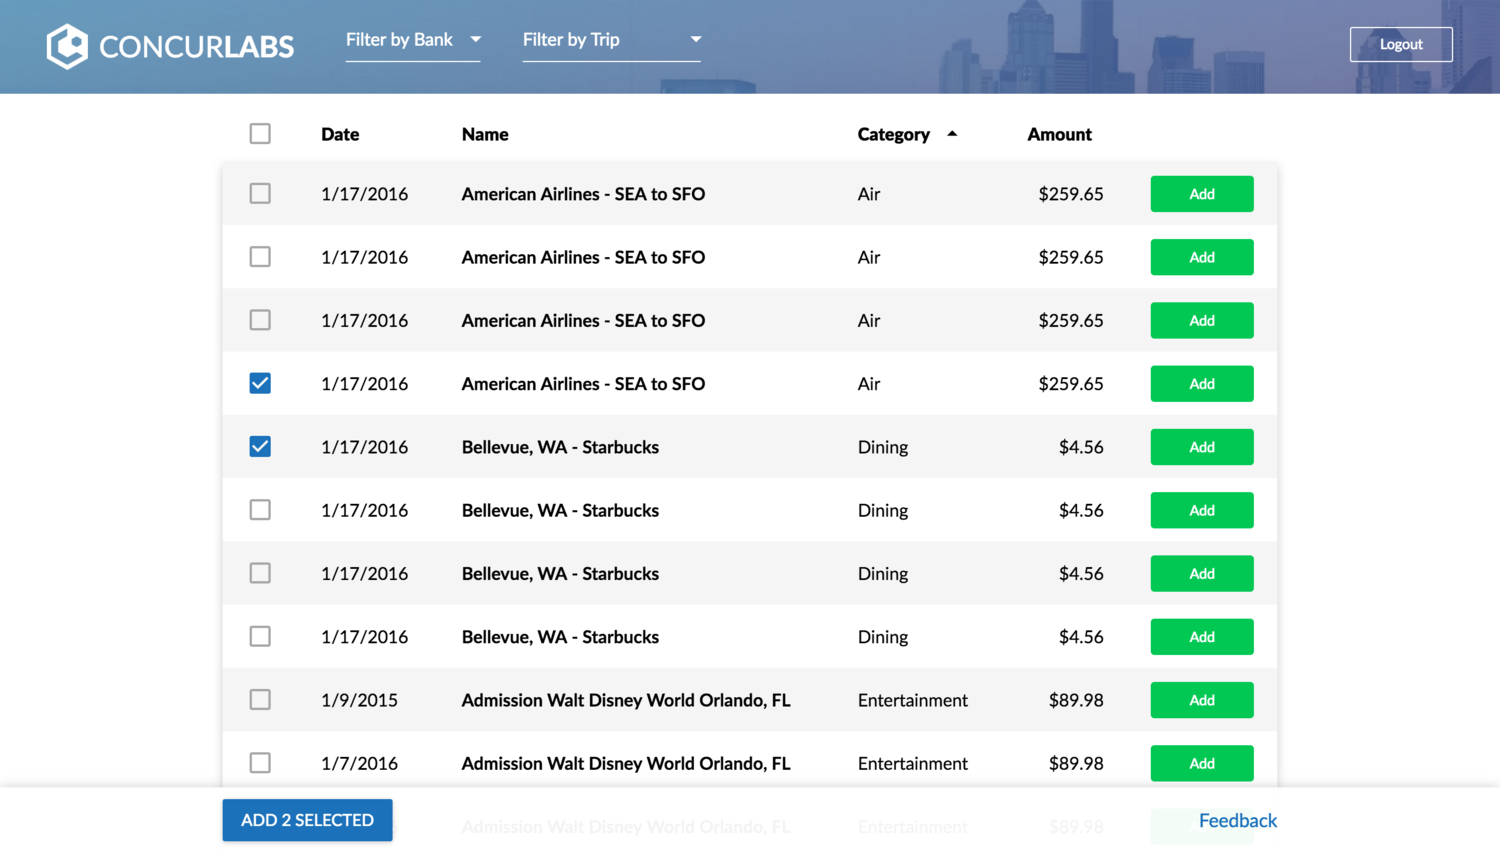 CONCURLABS Filter by Bank Filter by Trip Logout
Date Name Category Amount
1/17/2016 American Airlines - SEA to SFO Air $259.65 Add
1/17/2016 American Airlines - SEA to SFO Air $259.65 Add
1/17/2016 American Airlines - SEA to SFO Air $259.65 Add
1/17/2016 American Airlines - SEA to SFO Air $259.65 Add
1/17/2016 Bellevue, WA - Starbucks Dining $4.56 Add
1/17/2016 Bellevue, WA - Starbucks Dining $4.56 Add
1/17/2016 Bellevue, WA - Starbucks Dining $4.56 Add
1/17/2016 Bellevue, WA - Starbucks Dining $4.56 Add
1/9/2015 Admission Walt Disney World Orlando, FL Entertainment $89.98 Add
1/7/2016 Admission Walt Disney World Orlando, FL Entertainment $89.98 Add
ADD 2 SELECTED Admission Walt Disney World Orlando, FL Entertainment $89.98 Feedback